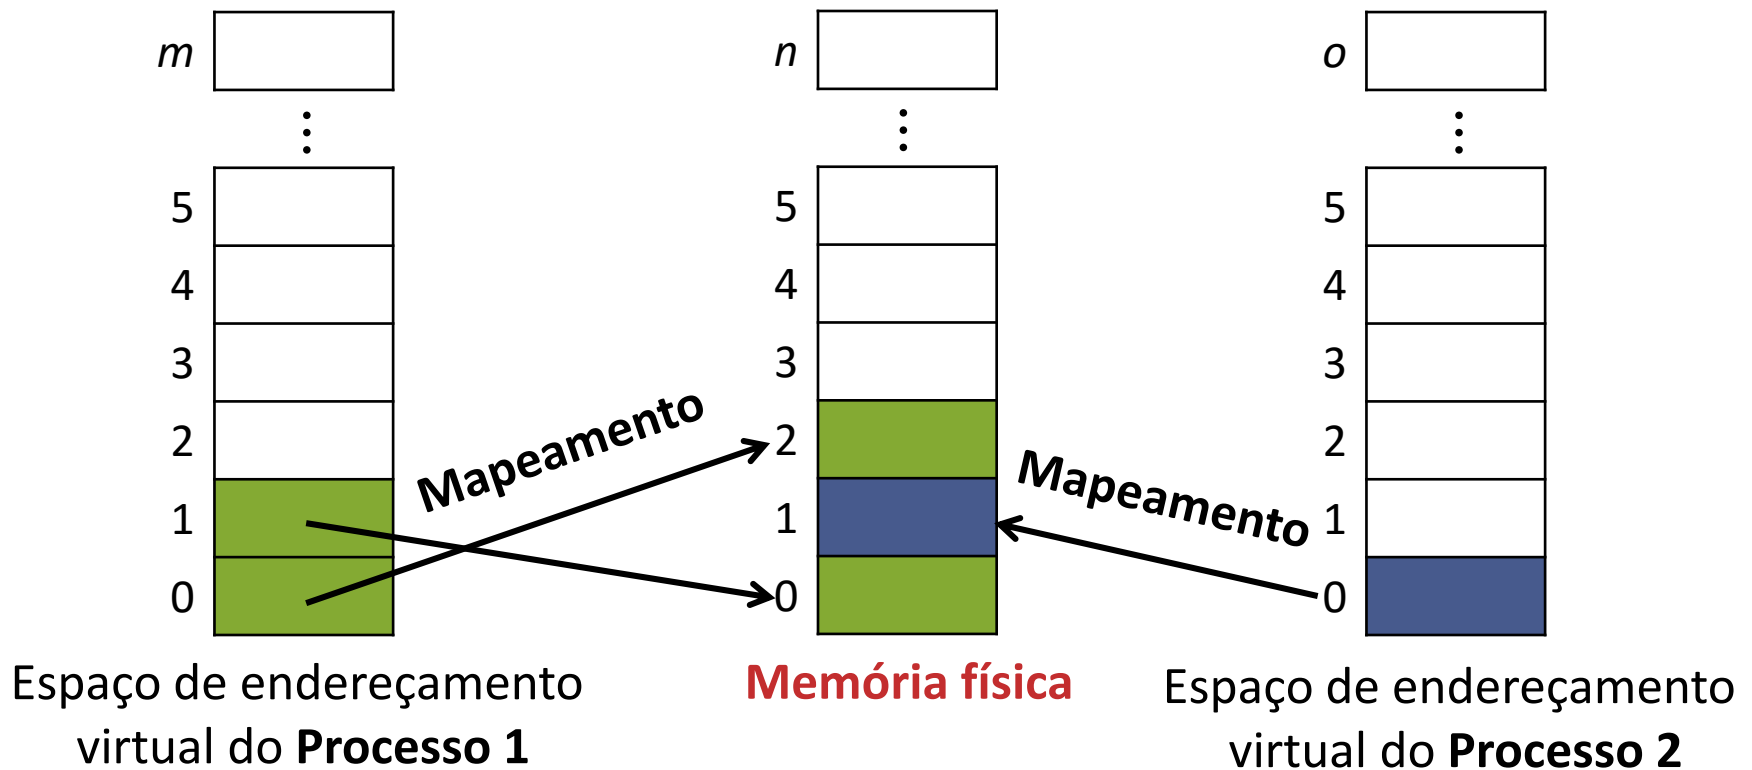 m
n
o
⋮
⋮
⋮
5
5
5
4
4
4
3
3
3
2
2
2
1
1
1
0
0
0
Mapeamento
Mapeamento
Espaço de endereçamento
virtual do Processo 1
Memória física
Espaço de endereçamento
virtual do Processo 2